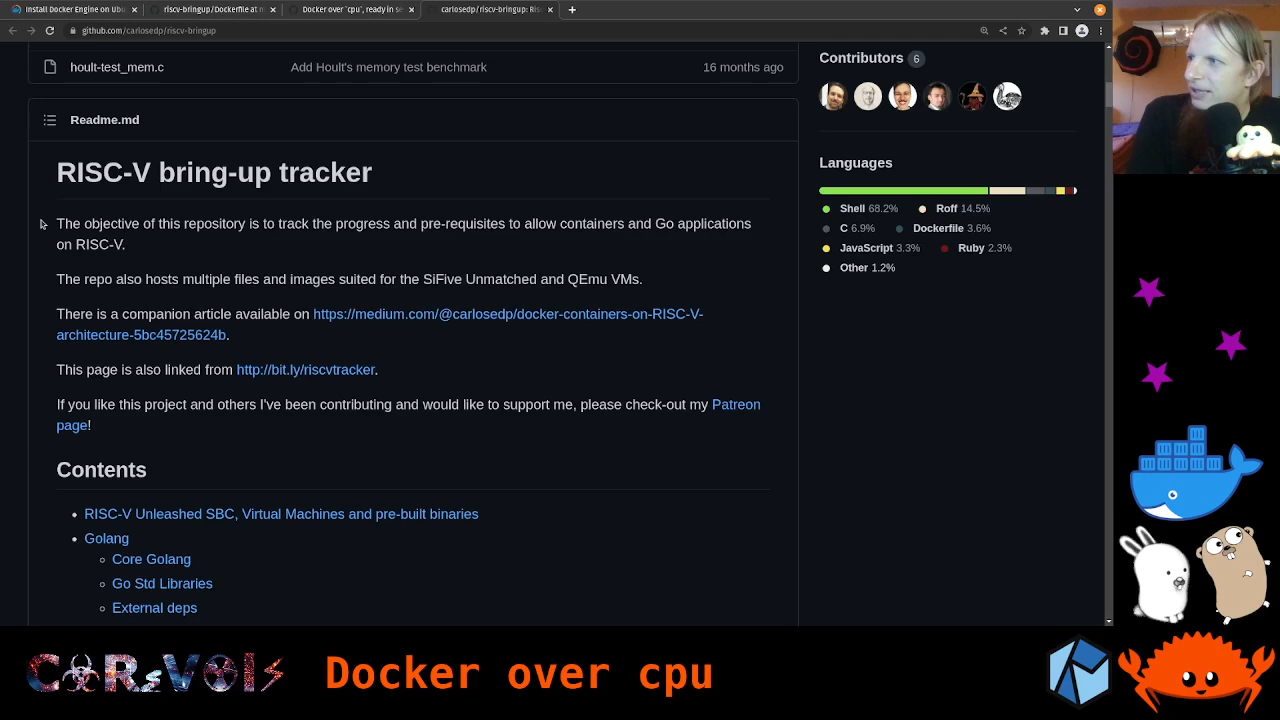 Install Docker Engine on Ubu
riscv-bringup/Dockerfile at m
Docker over "cpu", ready in se
carlosedp/riscv-bringup: RIS
github.com/carlosedp/riscv-bringup
hoult-test_mem.c
Add Hoult's memory test benchmark
16 months ago
Contributors 6
Readme.md
RISC-V bring-up tracker
The objective of this repository is to track the progress and pre-requisites to allow containers and Go applications
on RISC-V.
The repo also hosts multiple files and images suited for the SiFive Unmatched and QEmu VMs.
There is a companion article available on https://medium.com/@carlosedp/docker-containers-on-RISC-V-
architecture-5bc45725624b.
This page is also linked from http://bit.ly/riscvtracker.
If you like this project and others I've been contributing and would like to support me, please check-out my Patreon
page!
Contents
RISC-V Unleashed SBC, Virtual Machines and pre-built binaries
Golang
Core Golang
Go Std Libraries
External deps
Languages
Shell 68.2%
Roff 14.5%
C 6.9%
Dockerfile 3.6%
JavaScript 3.3%
Ruby 2.3%
Other 1.2%
Docker over cpu